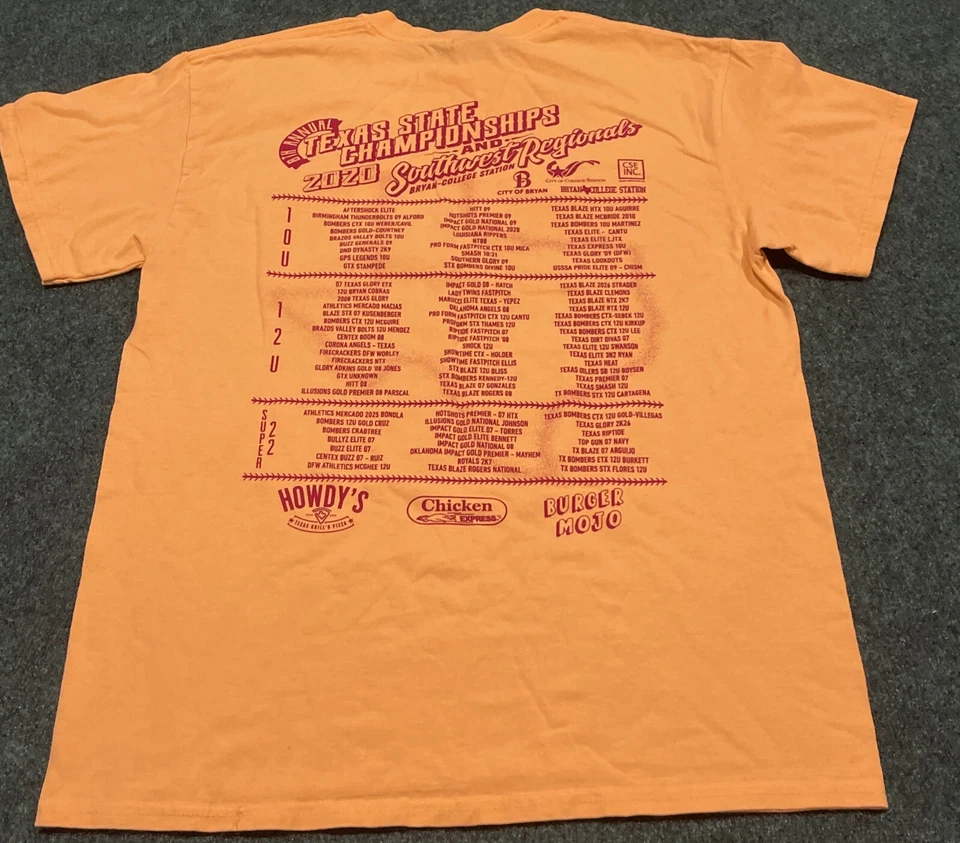 8TH ANNUAL
TEXAS STATE
CHAMPIONSHIPS
AND
2020 Southwest Regionals
BRYAN-COLLEGE STATION
B
CITY OF BRYAN
CITY OF COLLEGE STATION
BRYAN COLLEGE STATION
CSE
INC.
10U
AFTERSHOCK ELITE
BIRMINGHAM THUNDERBOLTS 09 ALFORD
BOMBERS CTX 10U WEBER/CAVIL
BOMBERS GOLD-COURTNEY
BRAZOS VALLEY BOLTS 10U
BUZZ GENERALS 09
DHO DYNASTY 2K9
GPS LEGENDS 10U
GTX STAMPEDE
HITT 09
HOTSHOTS PREMIER 09
IMPACT GOLD NATIONAL 09
IMPACT GOLD NATIONAL 2028
LOUISIANA RIPPERS
NT88
PRO FORM FASTPITCH CTX 10U MICA
SMASH 18:31
SOUTHERN GLORY 09
STX BOMBERS DIVINE 10U
TEXAS BLAZE HTX 10U AGUIRRE
TEXAS BLAZE MCBRIDE 2010
TEXAS BOMBERS 10U MARTINEZ
TEXAS ELITE - CANTU
TEXAS ELITE LJTX
TEXAS EXPRESS 10U
TEXAS GLORY '09 (DFW)
TEXAS LOOKOUTS
USSSA PRIDE ELITE 09 - CHISM
12U
07 TEXAS GLORY ETX
12U BRYAN COBRAS
2008 TEXAS GLORY
ATHLETICS MERCADO MACIAS
BLAZE STX 07 KUSENBERGER
BOMBERS CTX 12U MCGUIRE
BRAZOS VALLEY BOLTS 12U MENDEZ
CENTEX BOOM 08
CORONA ANGELS - TEXAS
FIRECRACKERS DFW WORLEY
FIRECRACKERS NTX
GLORY ADKINS GOLD '08 JONES
GTX UNKNOWN
HITT 08
ILLUSIONS GOLD PREMIER 08 PARSCAL
IMPACT GOLD 08 - HATCH
LADY TWINS FASTPITCH
MARUCCI ELITE TEXAS - YEPEZ
OKLAHOMA ANGELS 08
PRO FORM FASTPITCH CTX 12U CANTU
PROFORM STX THAMES 12U
RIPTIDE FASTPITCH 07
RIPTIDE FASTPITCH '08
SHOCK 12U
SHOWTIME CTX - HOLDER
SHOWTIME FASTPITCH ELLIS
STX BLAZE 12U BLISS
STX BOMBERS KENNEDY-12U
TEXAS BLAZE 07 GONZALES
TEXAS BLAZE ROGERS 08
TEXAS BLAZE 2026 STRADER
TEXAS BLAZE CLEMONS
TEXAS BLAZE NTX 2K7
TEXAS BLAZE NTX 12U
TEXAS BOMBERS CTX-SEBEK 12U
TEXAS BOMBERS CTX 12U KIRKUP
TEXAS BOMBERS CTX 12U LEE
TEXAS DIRT DIVAS 07
TEXAS ELITE 12U SWANSON
TEXAS ELITE 3N2 RYAN
TEXAS HEAT
TEXAS OILERS SB 12U BOYSEN
TEXAS PREMIER 07
TEXAS SMASH 12U
TX BOMBERS STX 12U CARTAGENA
SUPER 22
ATHLETICS MERCADO 2025 BONOLA
BOMBERS 12U GOLD CRUZ
BOMBERS CRABTREE
BULLYZ ELITE 07
BUZZ ELITE 07
CENTEX BUZZ 07 - RUIZ
DFW ATHLETICS MCGHEE 12U
HOTSHOTS PREMIER - 07 HTX
ILLUSIONS GOLD NATIONAL JOHNSON
IMPACT GOLD ELITE 07 - TORRES
IMPACT GOLD ELITE BENNETT
IMPACT GOLD NATIONAL 08
OKLAHOMA IMPACT GOLD PREMIER - MAYHEM
ROYALS 2K7
TEXAS BLAZE ROGERS NATIONAL
TEXAS BOMBERS CTX 12U GOLD-VILLEGAS
TEXAS GLORY 2K26
TEXAS RIPTIDE
TOP GUN 07 NAVY
TX BLAZE 07 ARGUIJO
TX BOMBERS ETX 12U BURKETT
TX BOMBERS STX FLORES 12U
HOWDY'S
TEXAS GRILL'D PIZZA
Chicken
EXPRESS
BURGER
MOJO